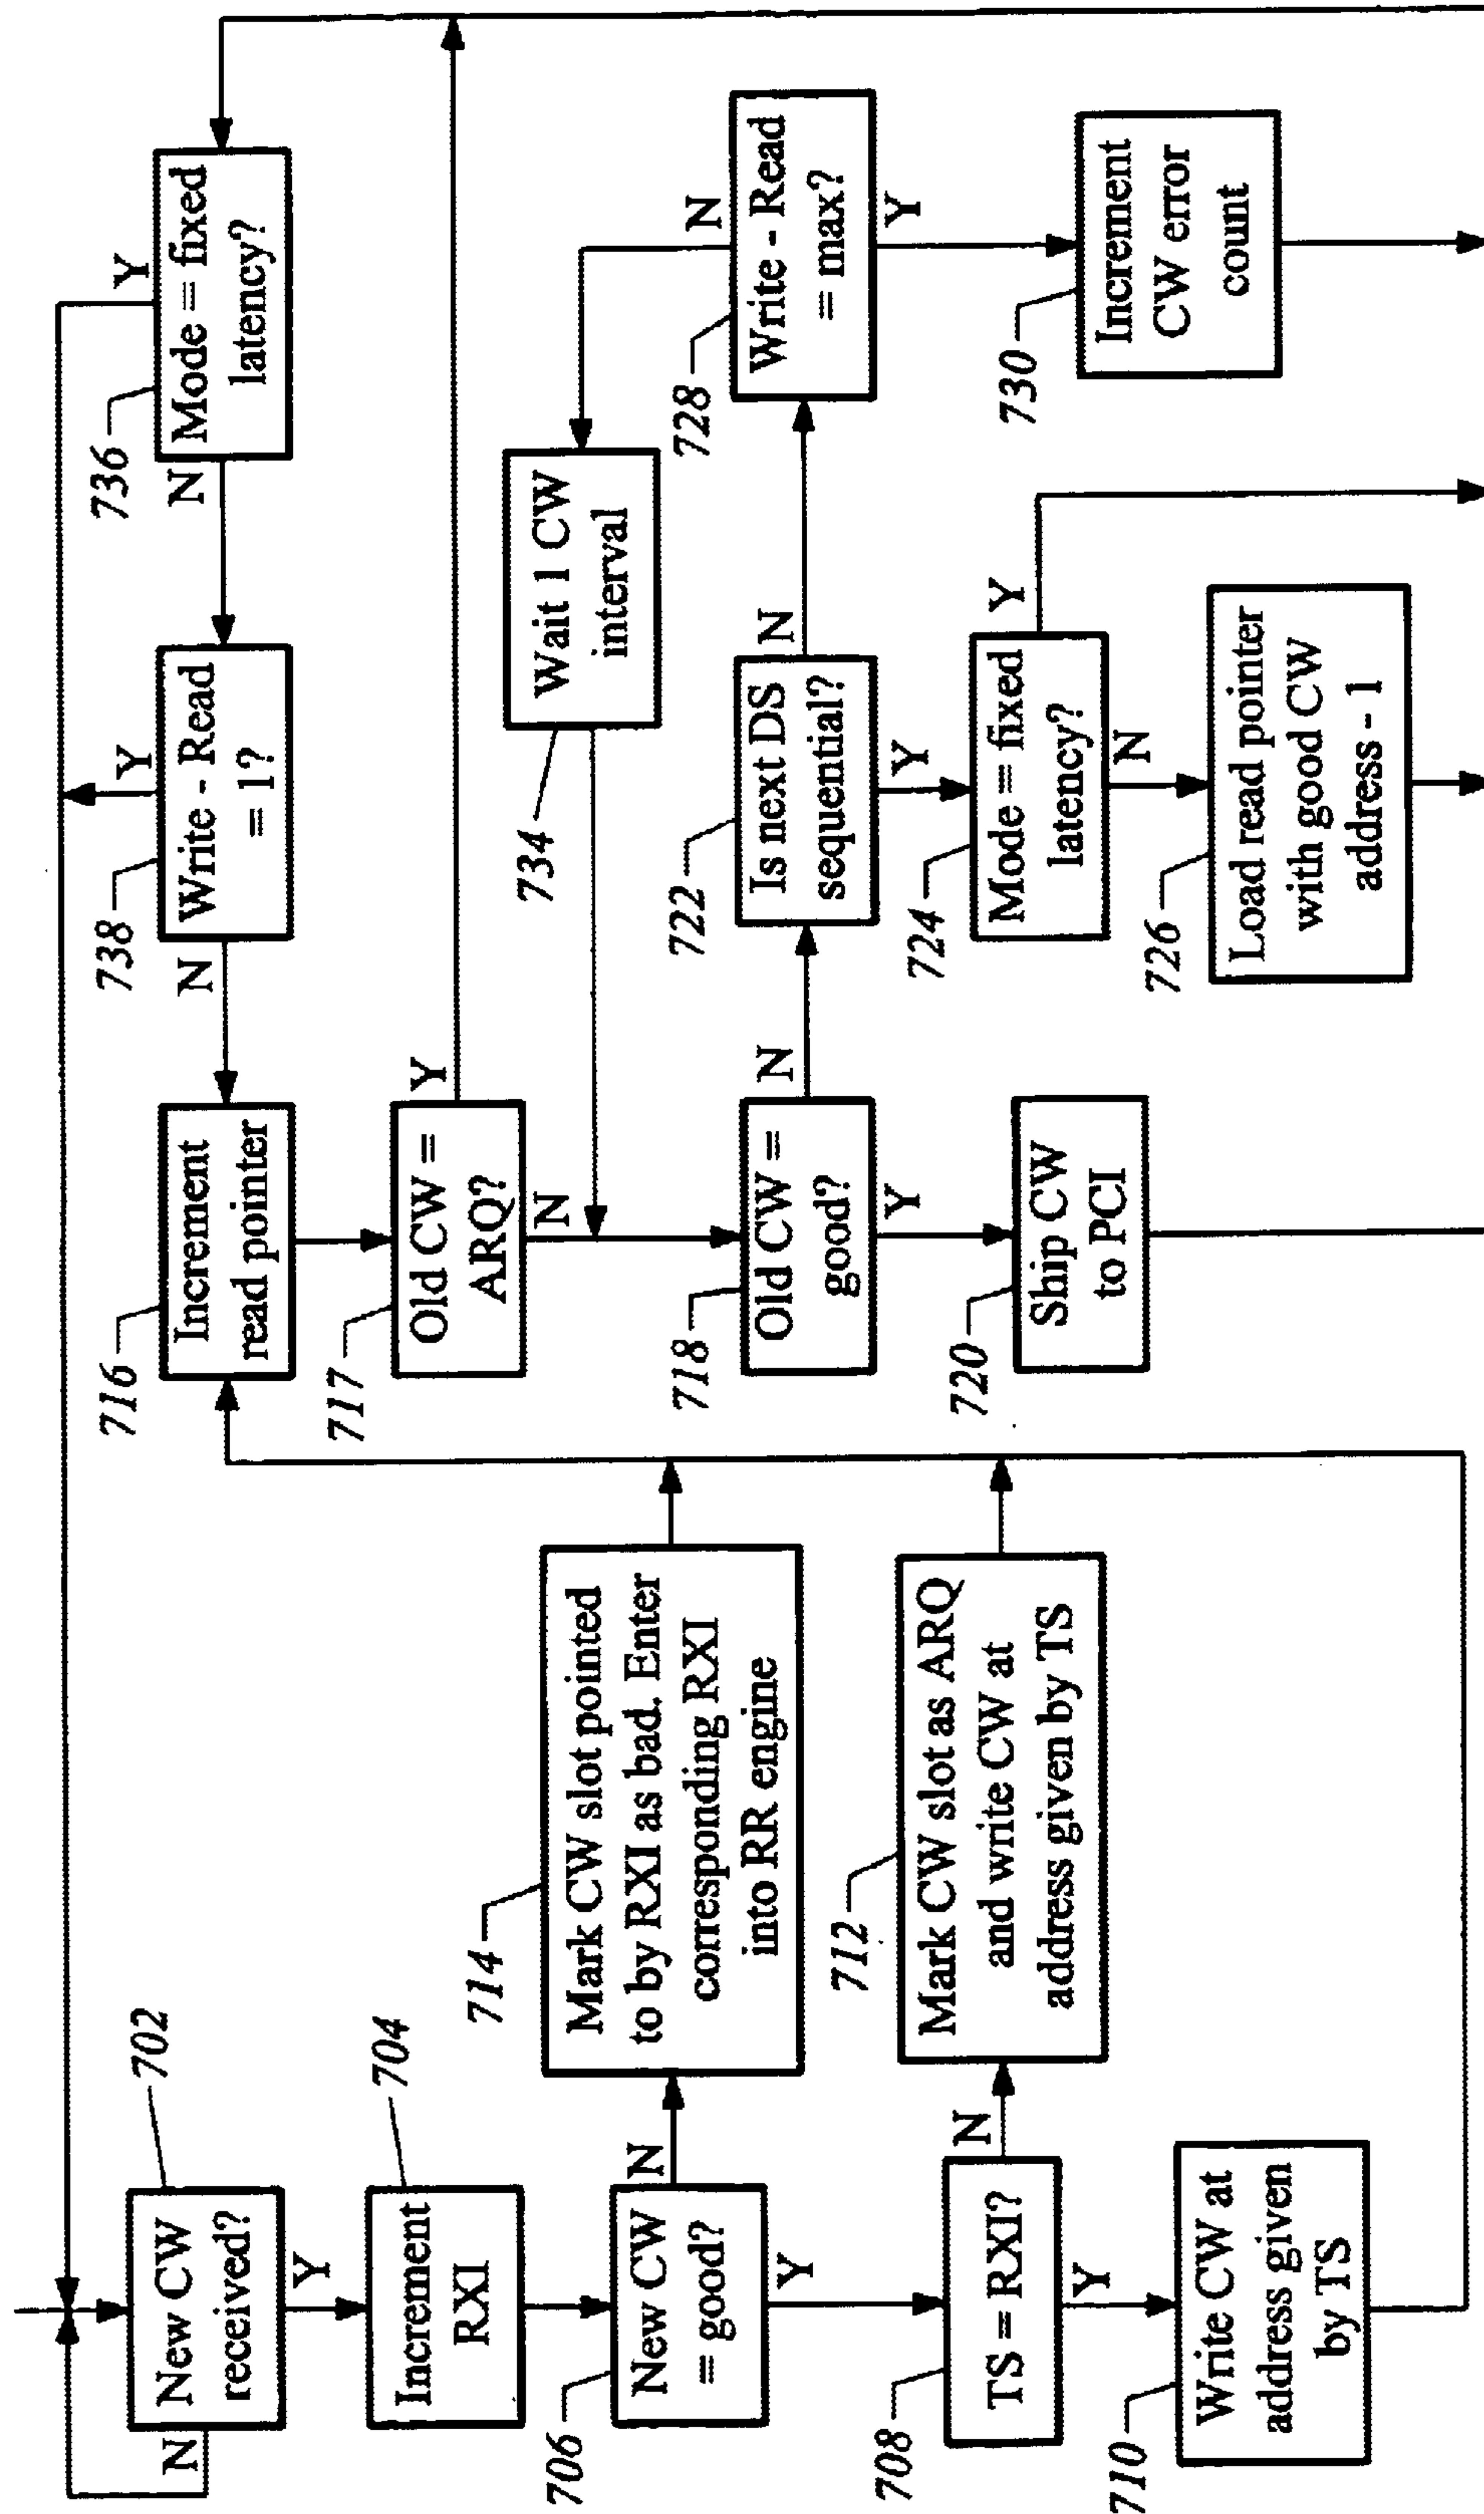 702
New CW
received?
N
Y
704
Increment
RXI
706
New CW
= good?
N
Y
714
Mark CW slot pointed
to by RXI as bad. Enter
corresponding RXI
into RR engine
708
TS = RXI?
N
Y
712
Mark CW slot as ARQ
and write CW at
address given by TS
710
Write CW at
address given
by TS
716
Increment
read pointer
717
Old CW =
ARQ?
Y
N
718
Old CW =
good?
N
Y
720
Ship CW
to PCI
738
Write - Read
= 1?
Y
N
736
Mode = fixed
latency?
Y
N
734
Wait 1 CW
interval
722
Is next DS
sequential?
N
Y
724
Mode = fixed
latency?
Y
N
726
Load read pointer
with good CW
address - 1
728
Write - Read
= max?
N
Y
730
Increment
CW error
count